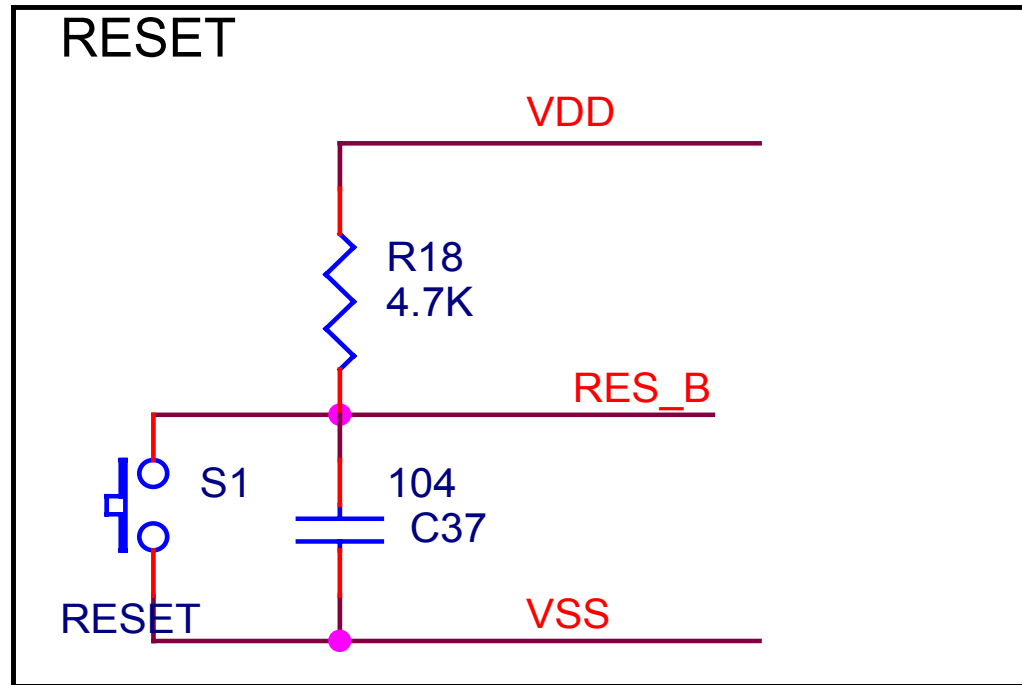 RESET
VDD
R18
4.7K
RES_B
S1
104
C37
RESET
VSS